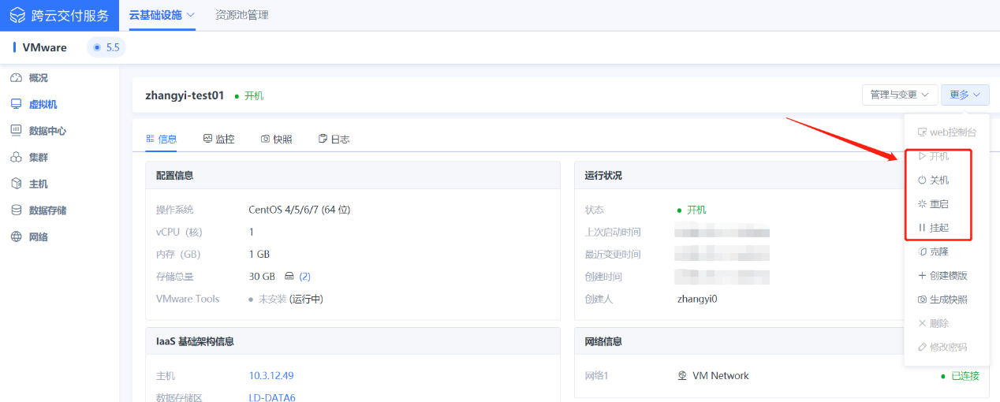 跨云交付服务 云基础设施 资源池管理
VMware 5.5
概况
虚拟机
数据中心
集群
主机
数据存储
网络
zhangyi-test01 开机 管理与变更 更多
信息 监控 快照 日志
配置信息
操作系统 CentOS 4/5/6/7 (64 位)
vCPU（核） 1
内存（GB） 1 GB
存储总量 30 GB (2)
VMware Tools 未安装 (运行中)
运行状况
状态 开机
上次启动时间
最近变更时间
创建时间
创建人 zhangyi0
IaaS 基础架构信息
主机 10.3.12.49
数据存储区 LD-DATA6
网络信息
网络1 VM Network 已连接
web控制台
开机
关机
重启
挂起
克隆
创建模版
生成快照
删除
修改密码